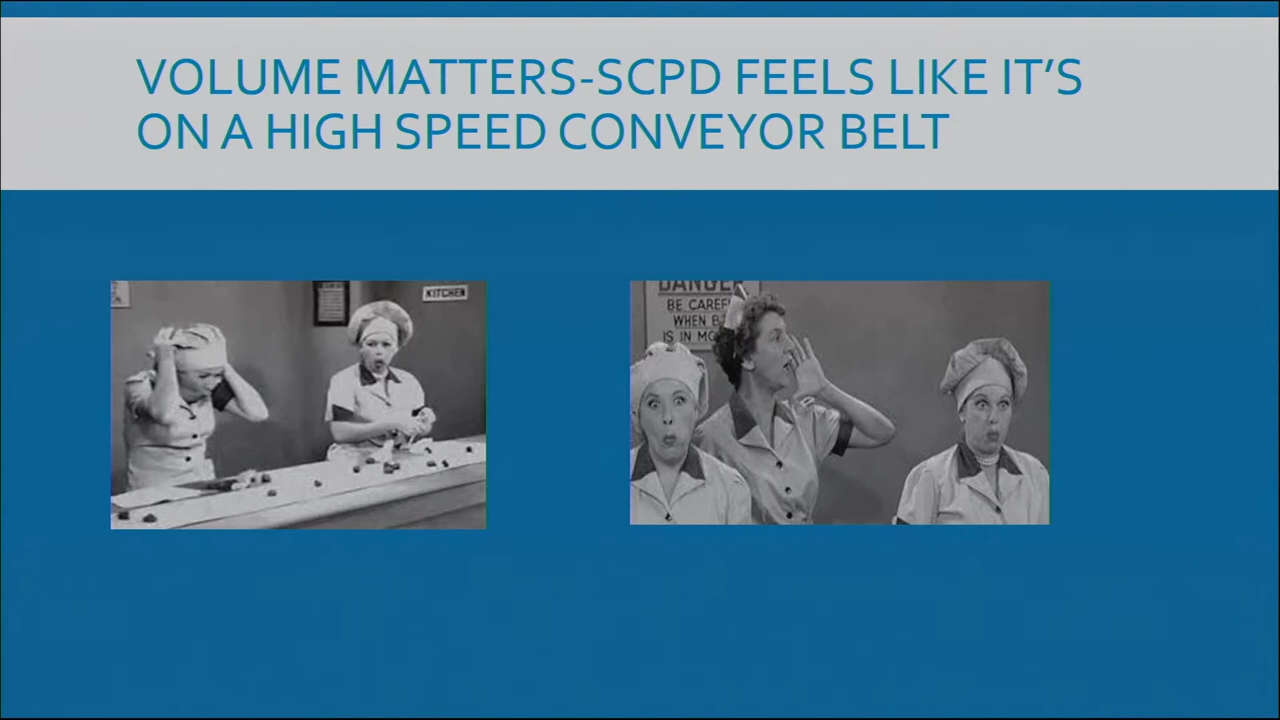 VOLUME MATTERS-SCPD FEELS LIKE IT'S
ON A HIGH SPEED CONVEYOR BELT
KITCHEN
BE CAREF
WHEN B
IS IN MO